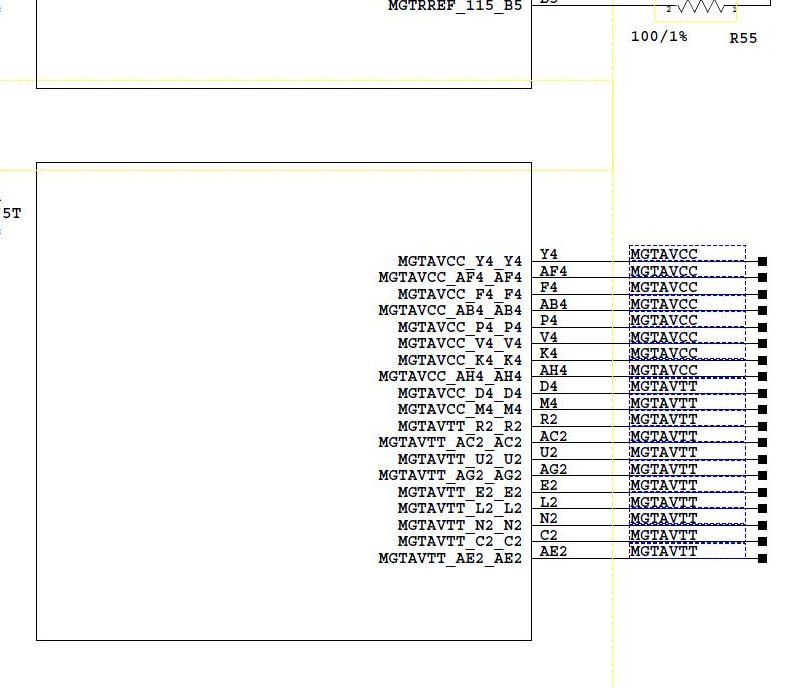 MGTRREF_115_B5
2 1
100/1% R55
5T
MGTAVCC_Y4_Y4 Y4 MGTAVCC
MGTAVCC_AF4_AF4 AF4 MGTAVCC
MGTAVCC_F4_F4 F4 MGTAVCC
MGTAVCC_AB4_AB4 AB4 MGTAVCC
MGTAVCC_P4_P4 P4 MGTAVCC
MGTAVCC_V4_V4 V4 MGTAVCC
MGTAVCC_K4_K4 K4 MGTAVCC
MGTAVCC_AH4_AH4 AH4 MGTAVCC
MGTAVCC_D4_D4 D4 MGTAVTT
MGTAVCC_M4_M4 M4 MGTAVTT
MGTAVTT_R2_R2 R2 MGTAVTT
MGTAVTT_AC2_AC2 AC2 MGTAVTT
MGTAVTT_U2_U2 U2 MGTAVTT
MGTAVTT_AG2_AG2 AG2 MGTAVTT
MGTAVTT_E2_E2 E2 MGTAVTT
MGTAVTT_L2_L2 L2 MGTAVTT
MGTAVTT_N2_N2 N2 MGTAVTT
MGTAVTT_C2_C2 C2 MGTAVTT
MGTAVTT_AE2_AE2 AE2 MGTAVTT